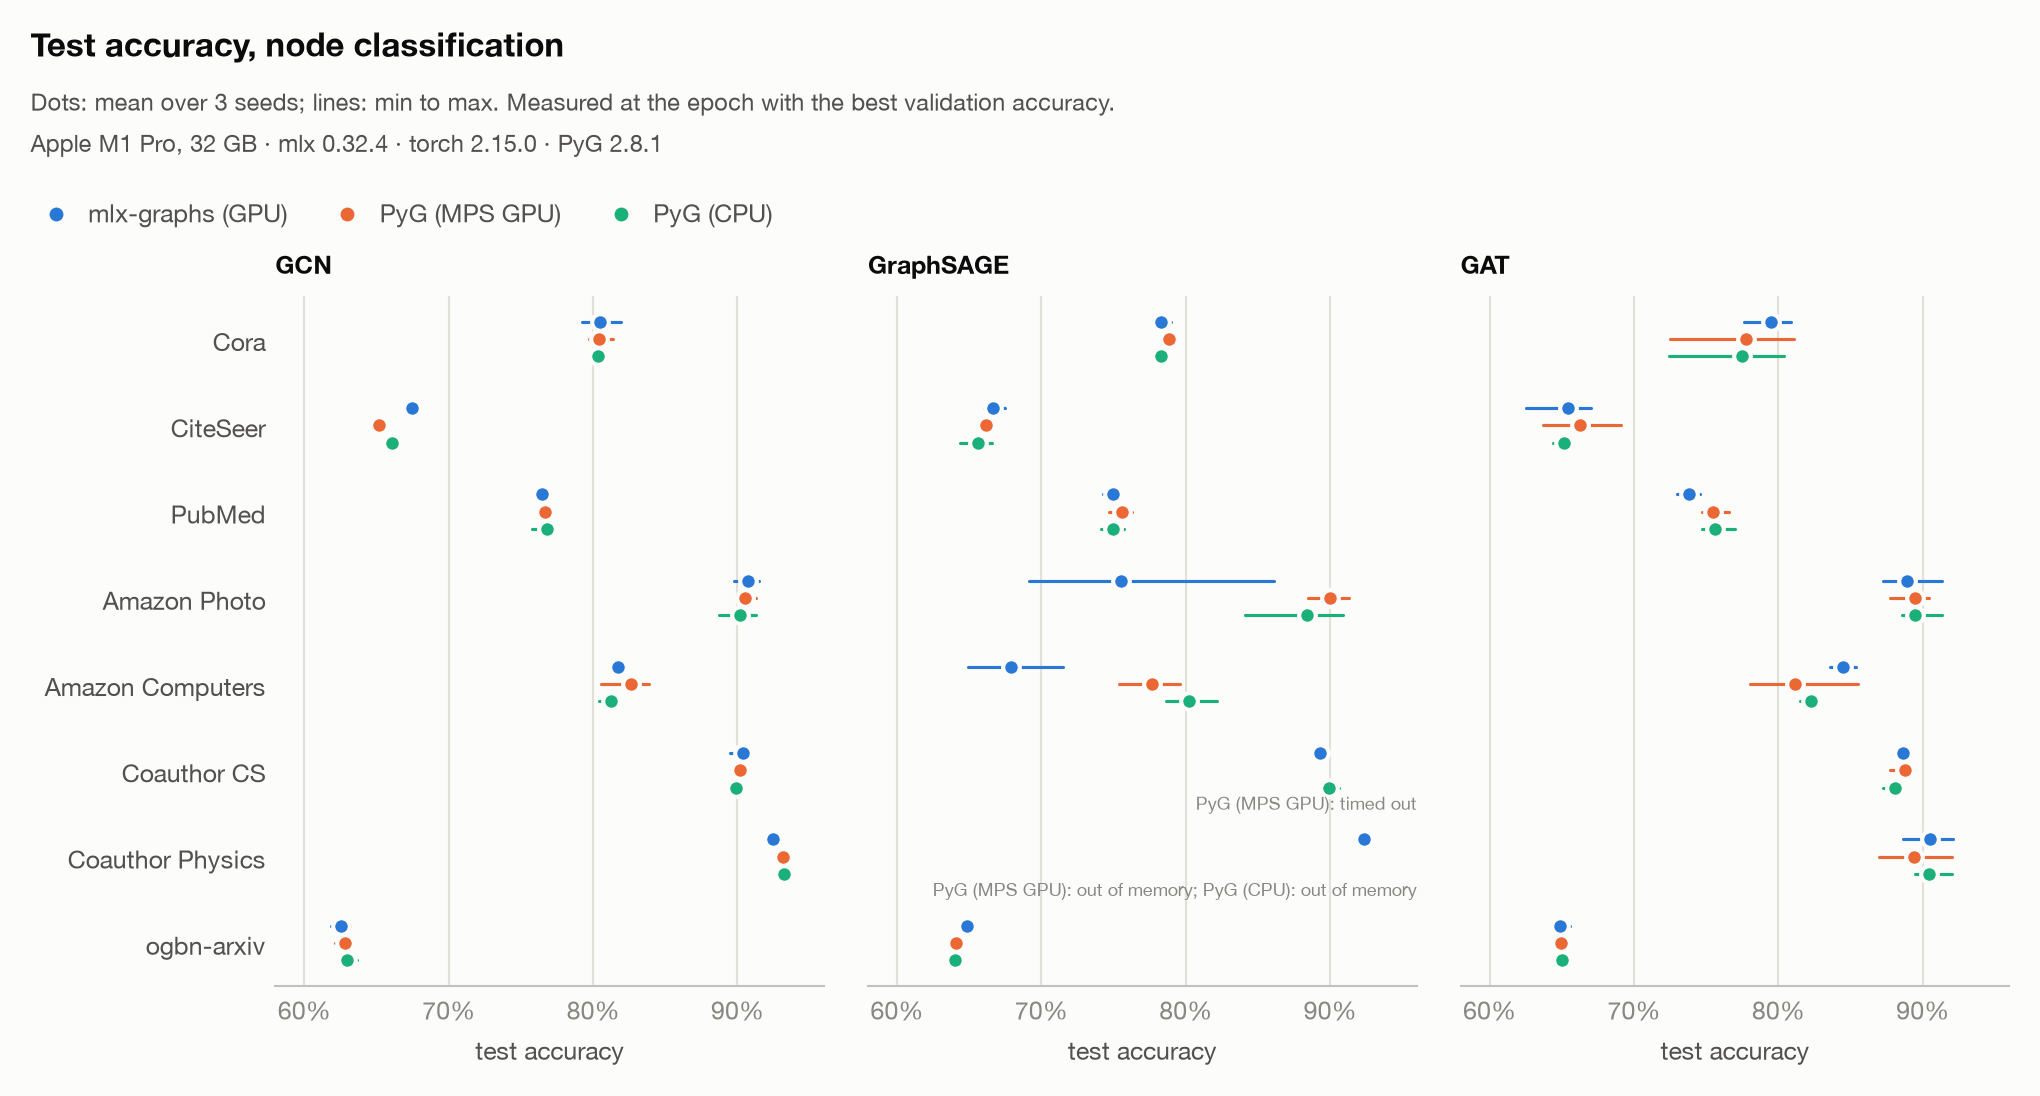 Test accuracy, node classification
Dots: mean over 3 seeds; lines: min to max. Measured at the epoch with the best validation accuracy.
Apple M1 Pro, 32 GB · mlx 0.32.4 · torch 2.15.0 · PyG 2.8.1
mlx-graphs (GPU) PyG (MPS GPU) PyG (CPU)
GCN GraphSAGE GAT
Cora
CiteSeer
PubMed
Amazon Photo
Amazon Computers
Coauthor CS
PyG (MPS GPU): timed out
Coauthor Physics
PyG (MPS GPU): out of memory; PyG (CPU): out of memory
ogbn-arxiv
60% 70% 80% 90% 60% 70% 80% 90% 60% 70% 80% 90%
test accuracy test accuracy test accuracy